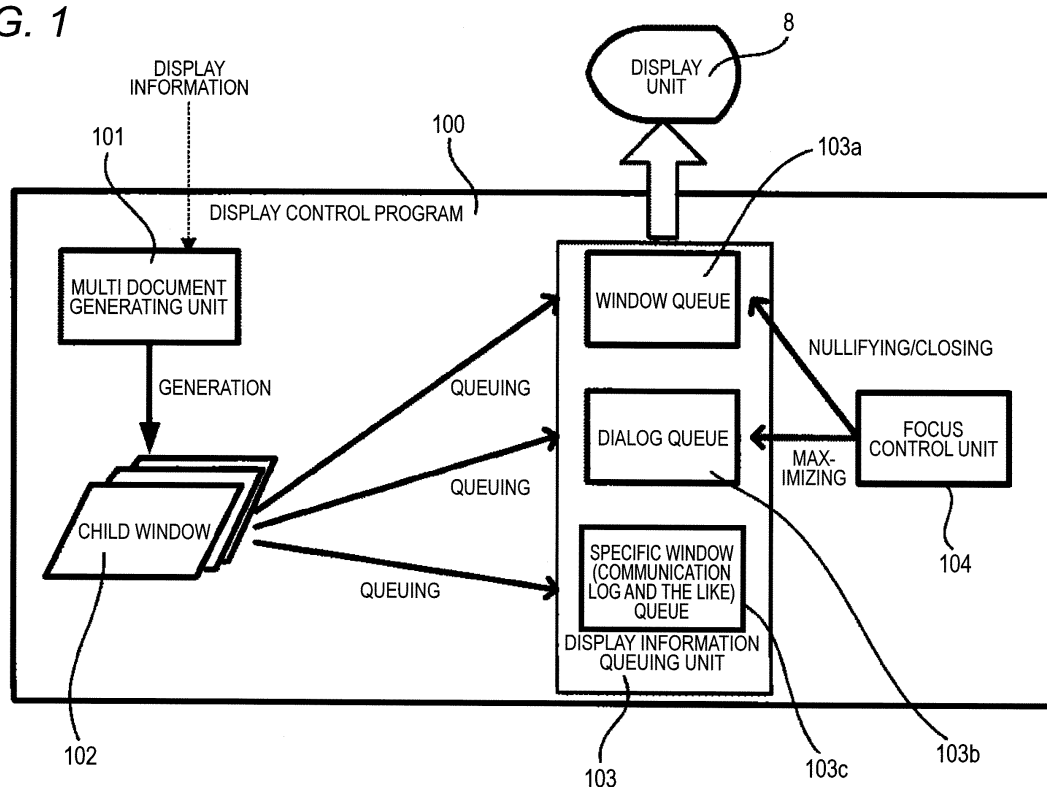 G. 1
DISPLAY
INFORMATION
101
100
8
DISPLAY
UNIT
103a
DISPLAY CONTROL PROGRAM
MULTI DOCUMENT
GENERATING UNIT
GENERATION
CHILD WINDOW
102
QUEUING
QUEUING
QUEUING
WINDOW QUEUE
DIALOG QUEUE
SPECIFIC WINDOW
(COMMUNICATION
LOG AND THE LIKE)
QUEUE
DISPLAY INFORMATION
QUEUING UNIT
103
103c
103b
NULLIFYING/CLOSING
MAX-
IMIZING
FOCUS
CONTROL UNIT
104